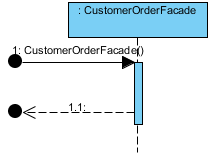 : CustomerOrderFacade
1: CustomerOrderFacade()
1.1: